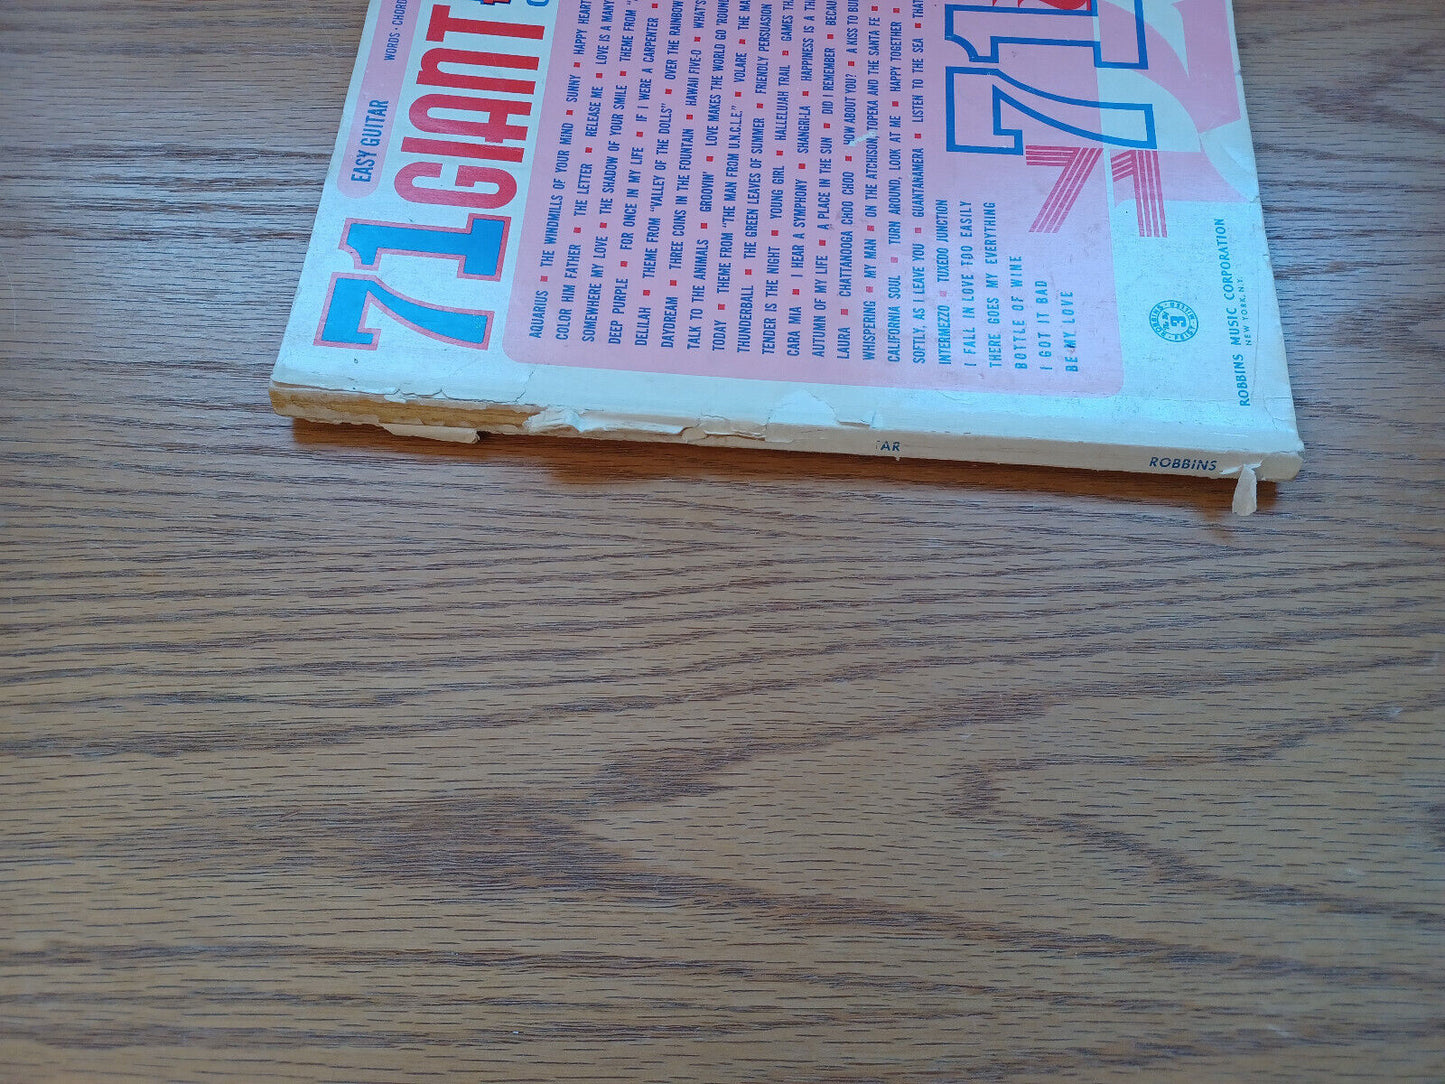 EASY GUITAR
WORDS · CHORD
71 GIANT
AQUARIUS ■ THE WINDMILLS OF YOUR MIND ■ SUNNY ■ HAPPY HEART
COLOR HIM FATHER ■ THE LETTER ■ RELEASE ME ■ LOVE IS A MANY
SOMEWHERE MY LOVE ■ THE SHADOW OF YOUR SMILE ■ THEME FROM
DEEP PURPLE ■ FOR ONCE IN MY LIFE ■ IF I WERE A CARPENTER ■
DELILAH ■ THEME FROM "VALLEY OF THE DOLLS" ■ OVER THE RAINBOW
DAYDREAM ■ THREE COINS IN THE FOUNTAIN ■ HAWAII FIVE-O ■ WHAT'S
TALK TO THE ANIMALS ■ GROOVIN' ■ LOVE MAKES THE WORLD GO 'ROUND
TODAY ■ THEME FROM "THE MAN FROM U.N.C.L.E." ■ VOLARE ■ THE MA
THUNDERBALL ■ THE GREEN LEAVES OF SUMMER ■ FRIENDLY PERSUASION
TENDER IS THE NIGHT ■ YOUNG GIRL ■ HALLELUJAH TRAIL ■ GAMES TH
CARA MIA ■ I HEAR A SYMPHONY ■ SHANGRI-LA ■ HAPPINESS IS A TH
AUTUMN OF MY LIFE ■ A PLACE IN THE SUN ■ DID I REMEMBER ■ BECAU
LAURA ■ CHATTANOOGA CHOO CHOO ■ HOW ABOUT YOU? ■ A KISS TO BUI
WHISPERING ■ MY MAN ■ ON THE ATCHISON, TOPEKA AND THE SANTA FE ■
CALIFORNIA SOUL ■ TURN AROUND, LOOK AT ME ■ HAPPY TOGETHER ■
SOFTLY, AS I LEAVE YOU ■ GUANTANAMERA ■ LISTEN TO THE SEA ■ THAT
INTERMEZZO ■ TUXEDO JUNCTION
I FALL IN LOVE TOO EASILY
THERE GOES MY EVERYTHING
BOTTLE OF WINE
I GOT IT BAD
BE MY LOVE
71
71
3
ROBBINS MUSIC CORPORATION
NEW YORK, N.Y.
TAR
ROBBINS